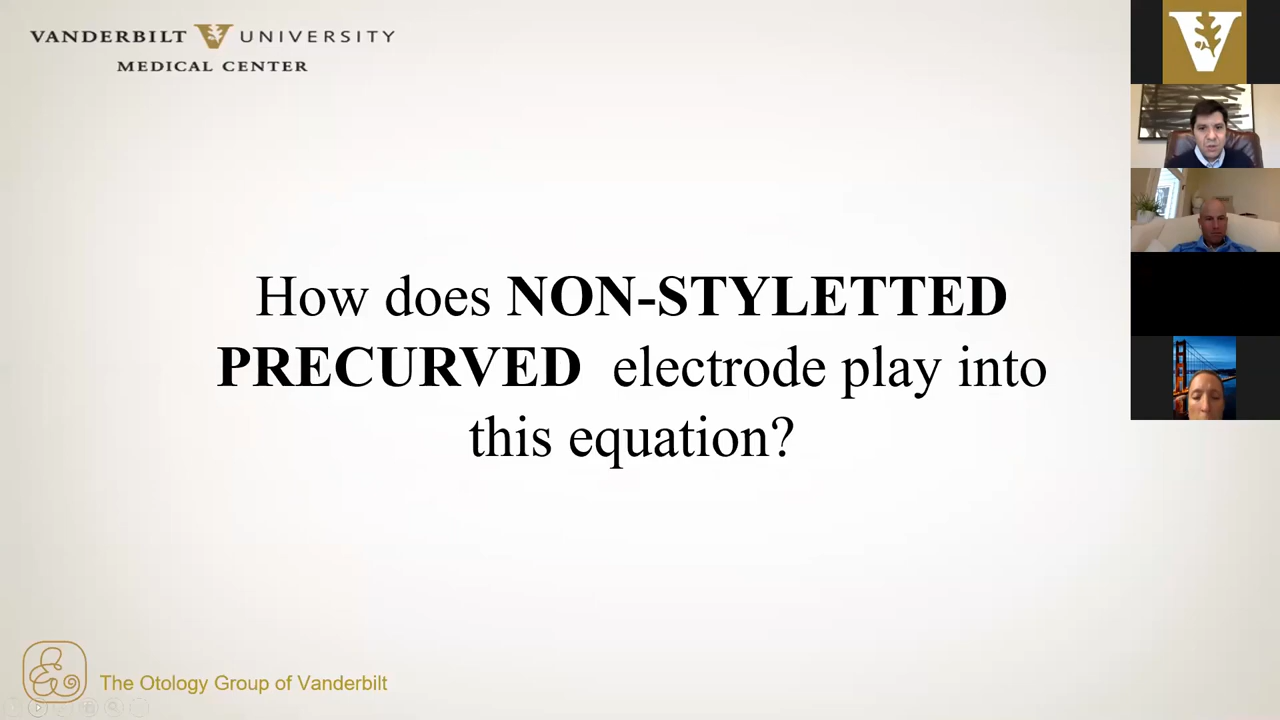 VANDERBILT V UNIVERSITY
MEDICAL CENTER
V
How does NON-STYLETTED
PRECURVED electrode play into
this equation?
The Otology Group of Vanderbilt